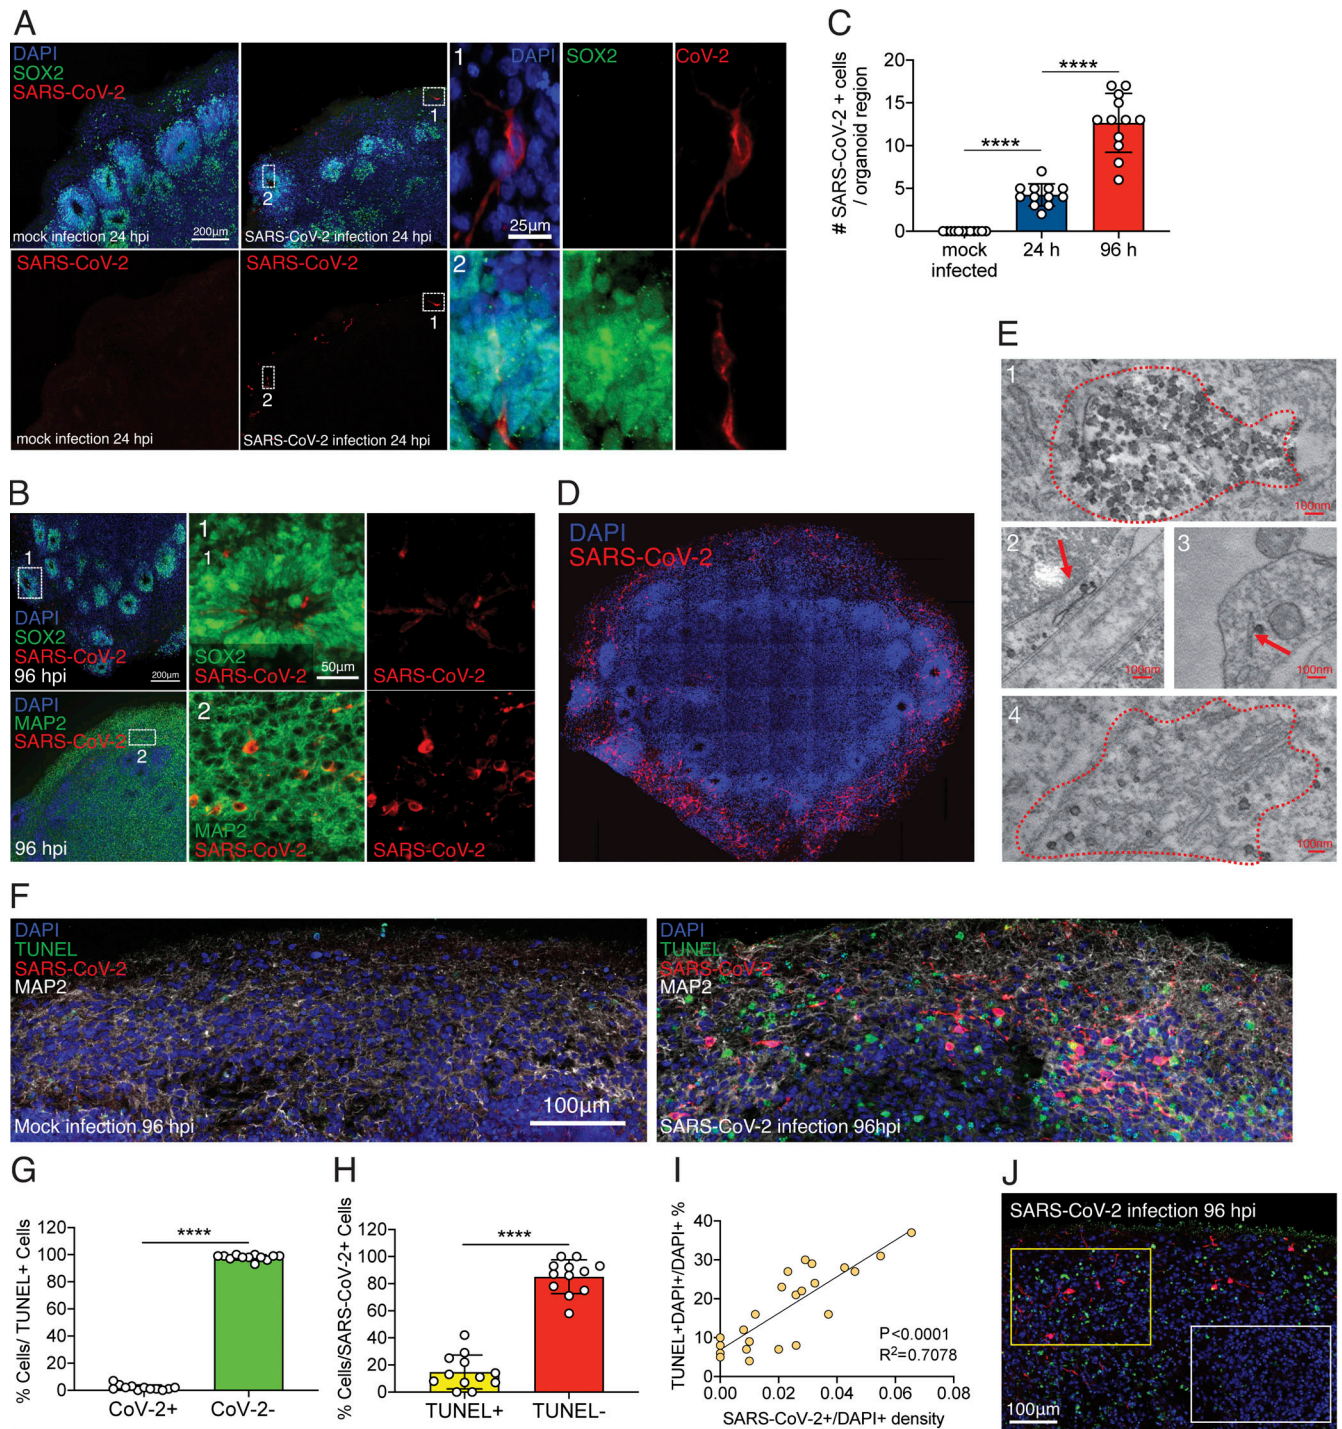 A
DAPI
SOX2
SARS-CoV-2
mock infection 24 hpi
200µm
1
2
SARS-CoV-2 infection 24 hpi
1
DAPI
SOX2
CoV-2
25µm
SARS-CoV-2
mock infection 24 hpi
SARS-CoV-2
1
2
SARS-CoV-2 infection 24 hpi
2
C
# SARS-CoV-2 + cells
/ organoid region
20
15
10
5
0
****
****
mock
infected
24 h
96 h
B
1
DAPI
SOX2
SARS-CoV-2
96 hpi
200µm
1
1
SOX2
SARS-CoV-2
50µm
SARS-CoV-2
DAPI
MAP2
SARS-CoV-2
2
96 hpi
2
MAP2
SARS-CoV-2
SARS-CoV-2
D
DAPI
SARS-CoV-2
E
1
100nm
2
100nm
3
100nm
4
100nm
F
DAPI
TUNEL
SARS-CoV-2
MAP2
Mock infection 96 hpi
100µm
DAPI
TUNEL
SARS-CoV-2
MAP2
SARS-CoV-2 infection 96hpi
G
% Cells/ TUNEL+ Cells
120
100
80
60
40
20
0
****
CoV-2+
CoV-2-
H
% Cells/SARS-CoV-2+ Cells
120
100
80
60
40
20
0
****
TUNEL+
TUNEL-
I
TUNEL+DAPI+/DAPI+ %
40
30
20
10
0
P<0.0001
R2=0.7078
0.00
0.02
0.04
0.06
0.08
SARS-CoV-2+/DAPI+ density
J
SARS-CoV-2 infection 96 hpi
100µm